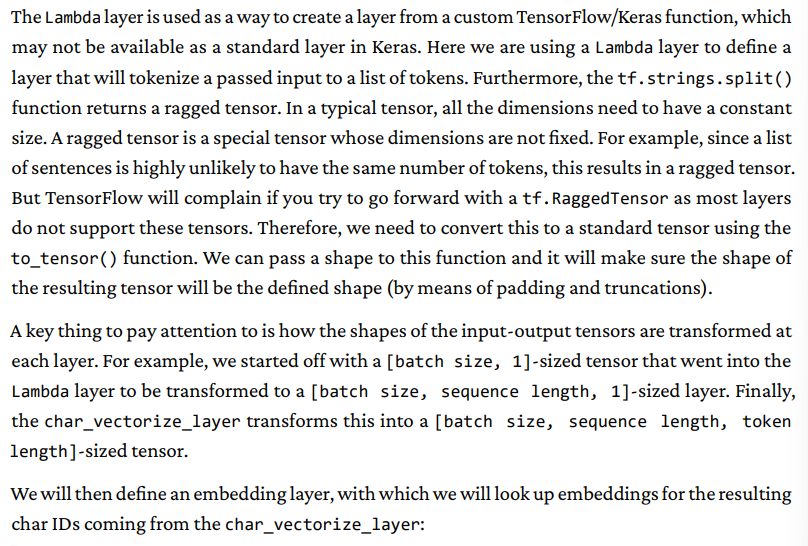 The Lambda layer is used as a way to create a layer from a custom TensorFlow/Keras function, which
may not be available as a standard layer in Keras. Here we are using a Lambda layer to define a
layer that will tokenize a passed input to a list of tokens. Furthermore, the tf.strings.split()
function returns a ragged tensor. In a typical tensor, all the dimensions need to have a constant
size. A ragged tensor is a special tensor whose dimensions are not fixed. For example, since a list
of sentences is highly unlikely to have the same number of tokens, this results in a ragged tensor.
But TensorFlow will complain if you try to go forward with a tf.RaggedTensor as most layers
do not support these tensors. Therefore, we need to convert this to a standard tensor using the
to_tensor() function. We can pass a shape to this function and it will make sure the shape of
the resulting tensor will be the defined shape (by means of padding and truncations).
A key thing to pay attention to is how the shapes of the input-output tensors are transformed at
each layer. For example, we started off with a [batch size, 1]-sized tensor that went into the
Lambda layer to be transformed to a [batch size, sequence length, 1]-sized layer. Finally,
the char_vectorize_layer transforms this into a [batch size, sequence length, token
length]-sized tensor.
We will then define an embedding layer, with which we will look up embeddings for the resulting
char IDs coming from the char_vectorize_layer: